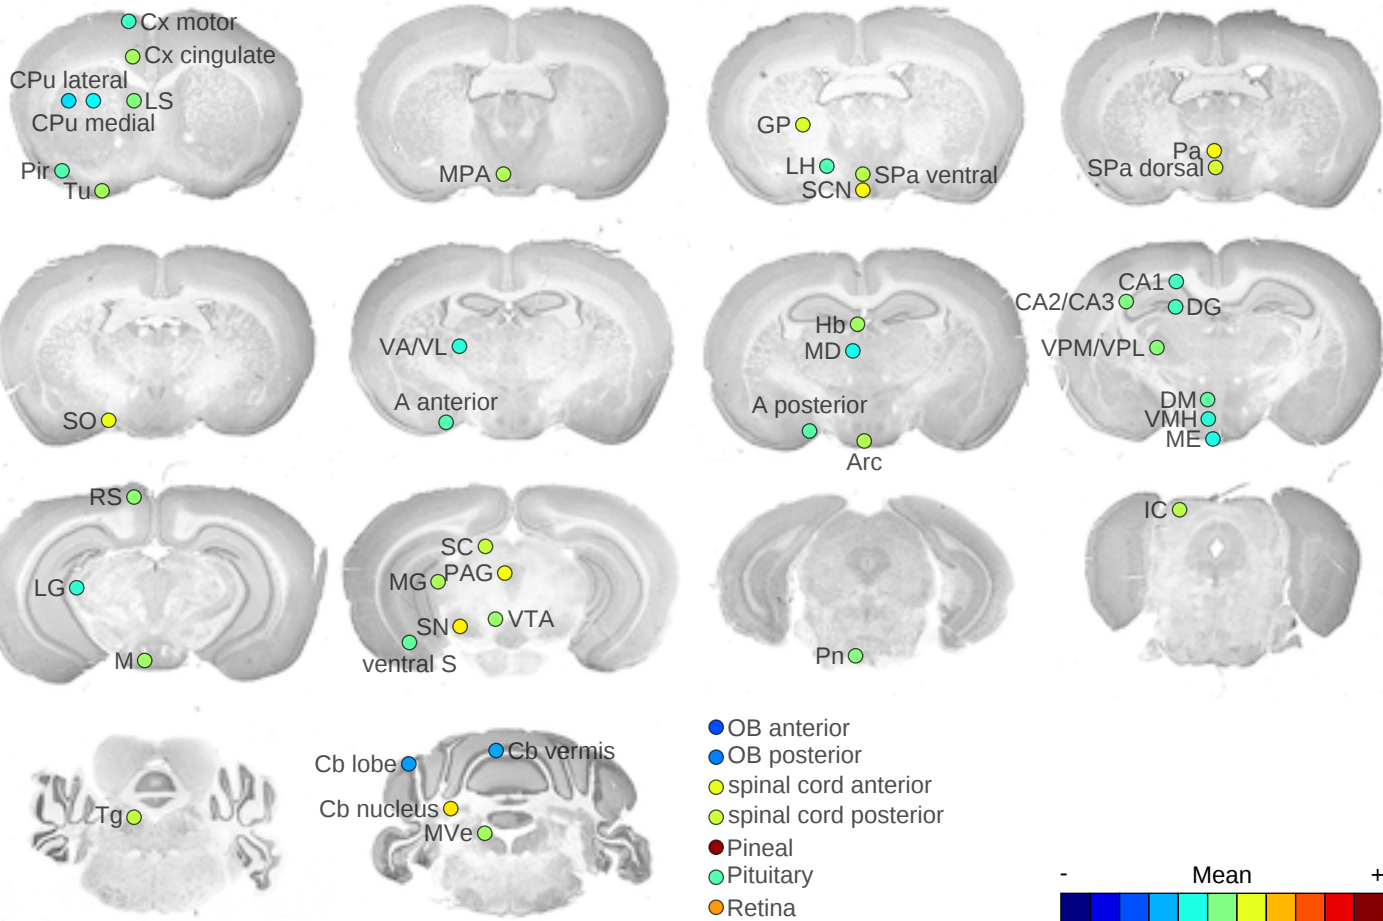 Cx motor
Cx cingulate
CPu lateral
LS
CPu medial
Pir
Tu
MPA
GP
LH
SPa ventral
SCN
Pa
SPa dorsal
SO
VA/VL
A anterior
Hb
MD
A posterior
Arc
CA1
CA2/CA3
DG
VPM/VPL
DM
VMH
ME
RS
LG
M
SC
PAG
MG
VTA
SN
ventral S
Pn
IC
Tg
Cb lobe
Cb vermis
Cb nucleus
MVe
OB anterior
OB posterior
spinal cord anterior
spinal cord posterior
Pineal
Pituitary
Retina
- Mean +